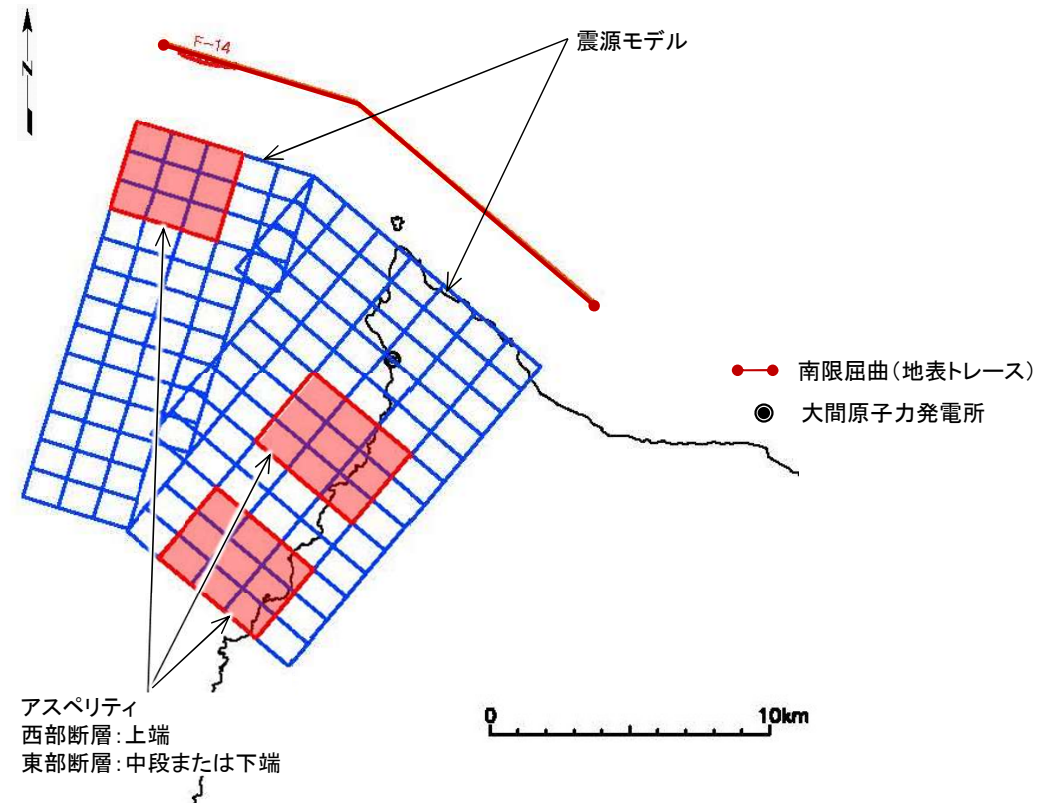 N
F-14
震源モデル
南限屈曲(地表トレース)
大間原子力発電所
アスペリティ
西部断層:上端
東部断層:中段または下端
0 10km